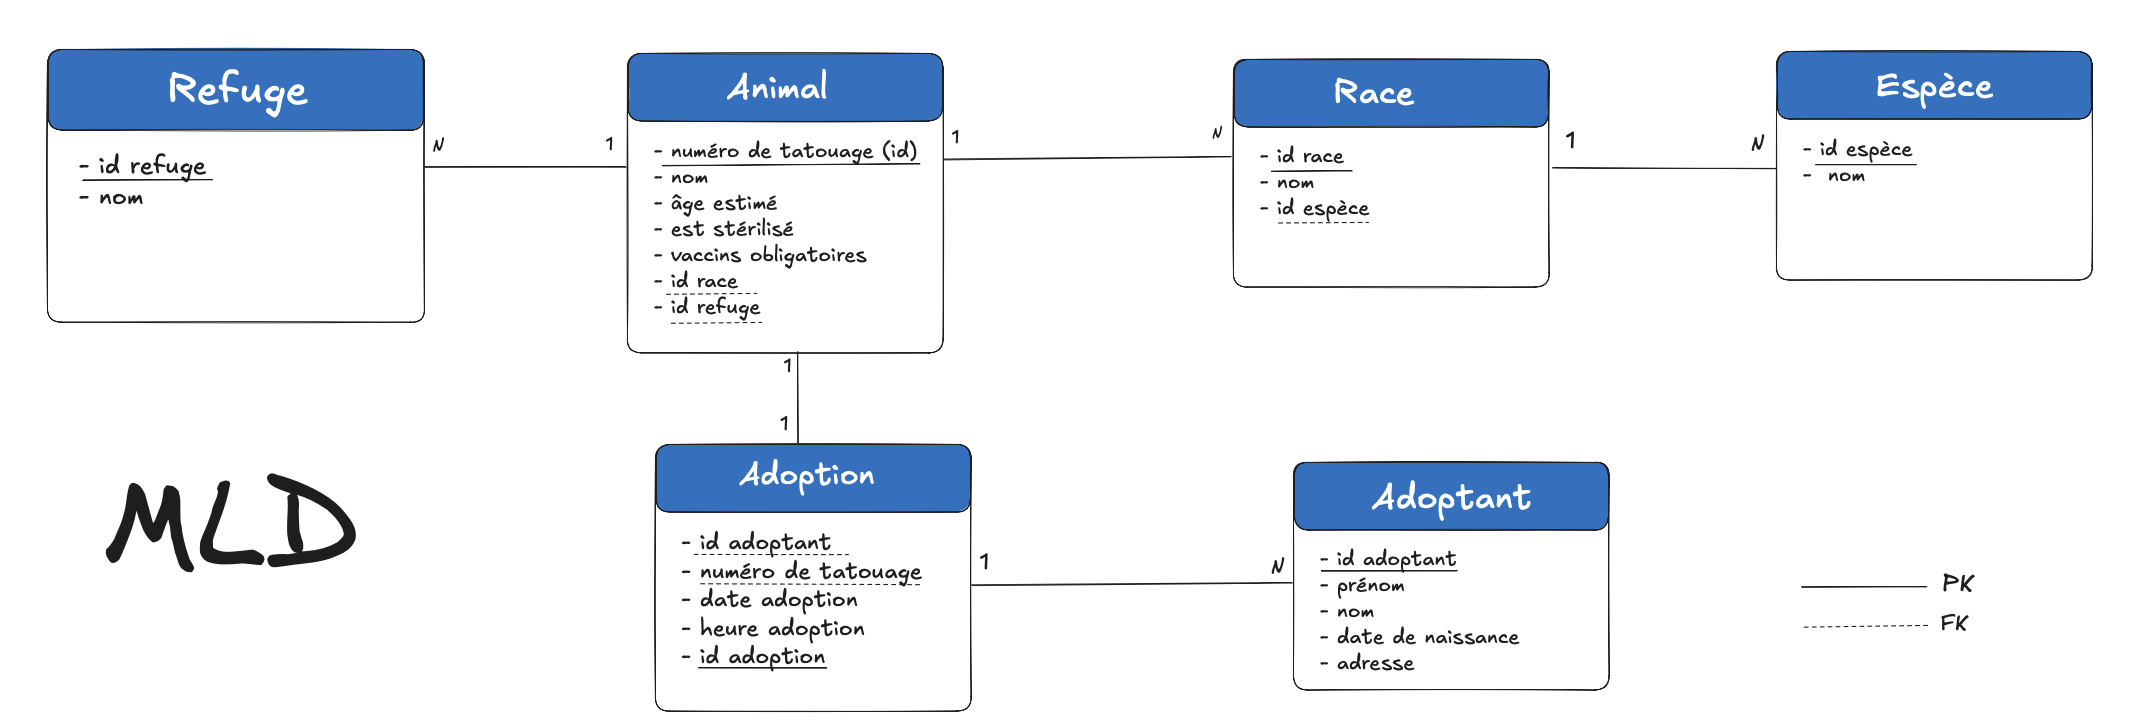 Refuge
- id refuge
- nom
N
1
Animal
- numéro de tatouage (id)
- nom
- âge estimé
- est stérilisé
- vaccins obligatoires
- id race
- id refuge
1
N
Race
- id race
- nom
- id espèce
1
N
Espèce
- id espèce
- nom
1
1
MLD
Adoption
- id adoptant
- numéro de tatouage
- date adoption
- heure adoption
- id adoption
1
N
Adoptant
- id adoptant
- prénom
- nom
- date de naissance
- adresse
PK
FK